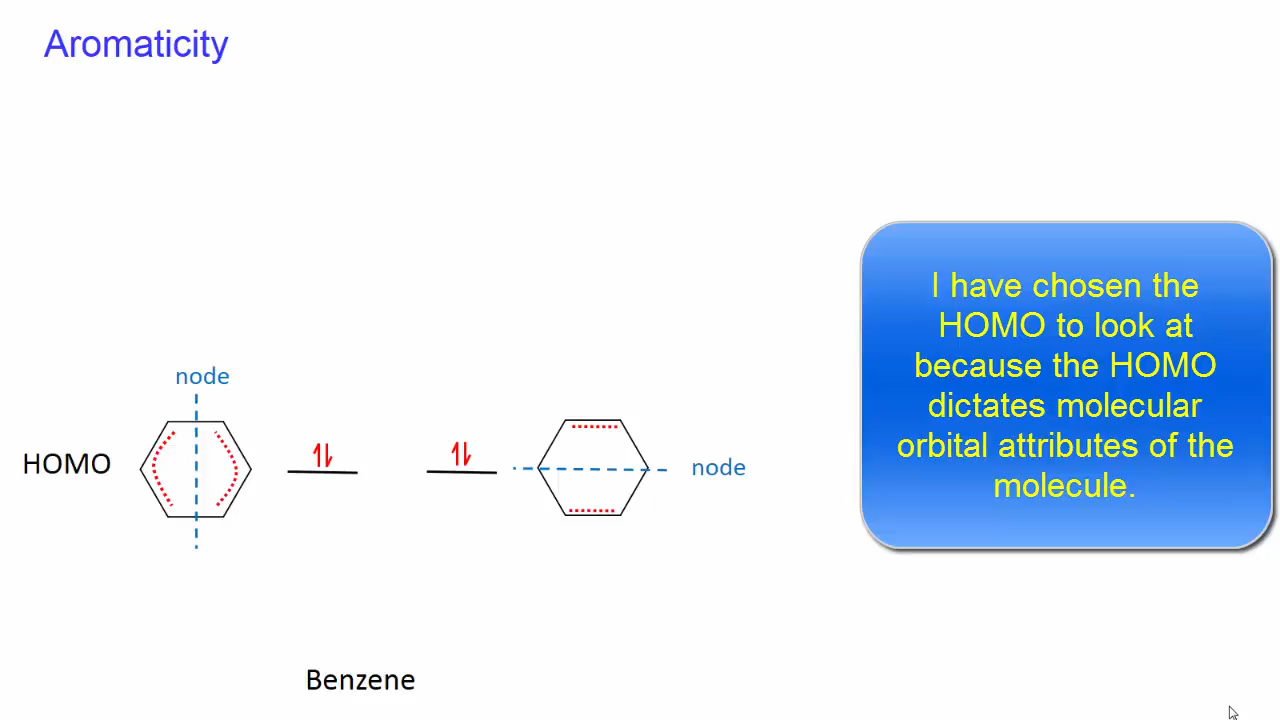 Aromaticity
node
HOMO
node
I have chosen the
HOMO to look at
because the HOMO
dictates molecular
orbital attributes of the
molecule.
Benzene